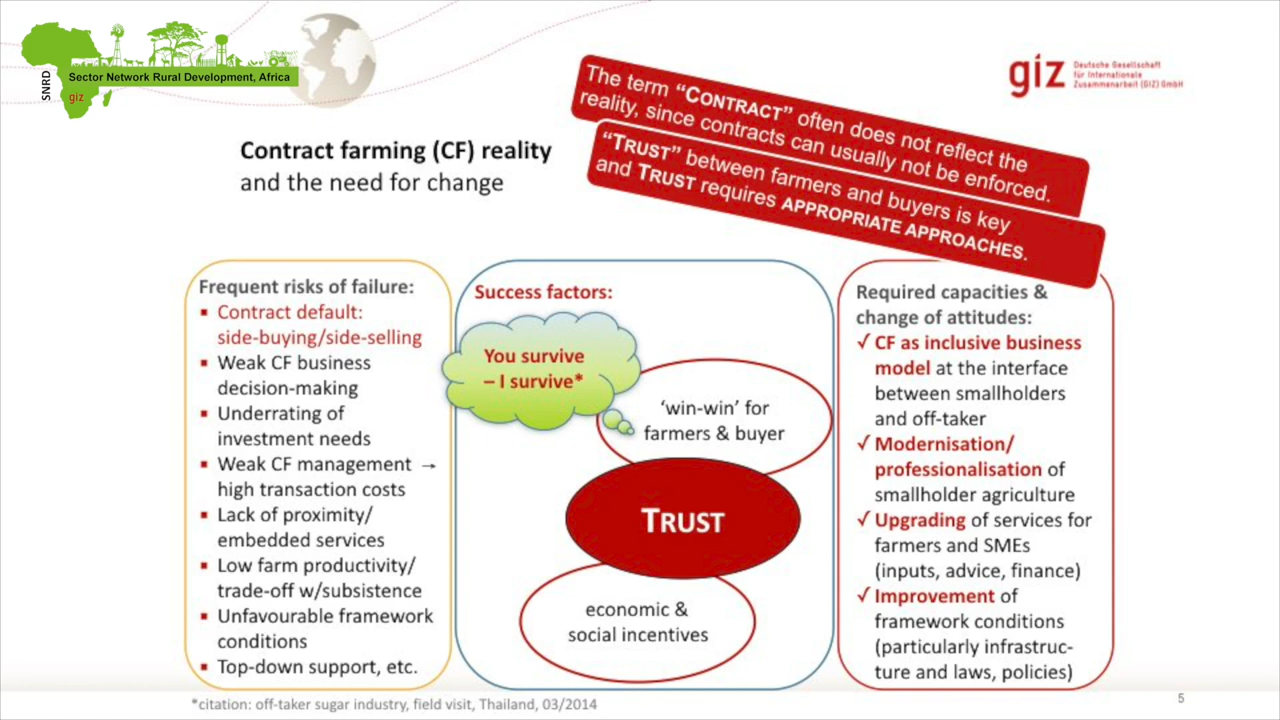 SNRD
Sector Network Rural Development, Africa
giz
giz
Deutsche Gesellschaft
für Internationale
Zusammenarbeit (GIZ) GmbH
The term “CONTRACT” often does not reflect the
reality, since contracts can usually not be enforced.
“TRUST” between farmers and buyers is key
and TRUST requires APPROPRIATE APPROACHES.
Contract farming (CF) reality
and the need for change
Frequent risks of failure:
▪ Contract default:
side-buying/side-selling
▪ Weak CF business
decision-making
▪ Underrating of
investment needs
▪ Weak CF management →
high transaction costs
▪ Lack of proximity/
embedded services
▪ Low farm productivity/
trade-off w/subsistence
▪ Unfavourable framework
conditions
▪ Top-down support, etc.
Success factors:
You survive
– I survive*
‘win-win’ for
farmers & buyer
TRUST
economic &
social incentives
Required capacities &
change of attitudes:
✓ CF as inclusive business
model at the interface
between smallholders
and off-taker
✓ Modernisation/
professionalisation of
smallholder agriculture
✓ Upgrading of services for
farmers and SMEs
(inputs, advice, finance)
✓ Improvement of
framework conditions
(particularly infrastruc-
ture and laws, policies)
*citation: off-taker sugar industry, field visit, Thailand, 03/2014
5